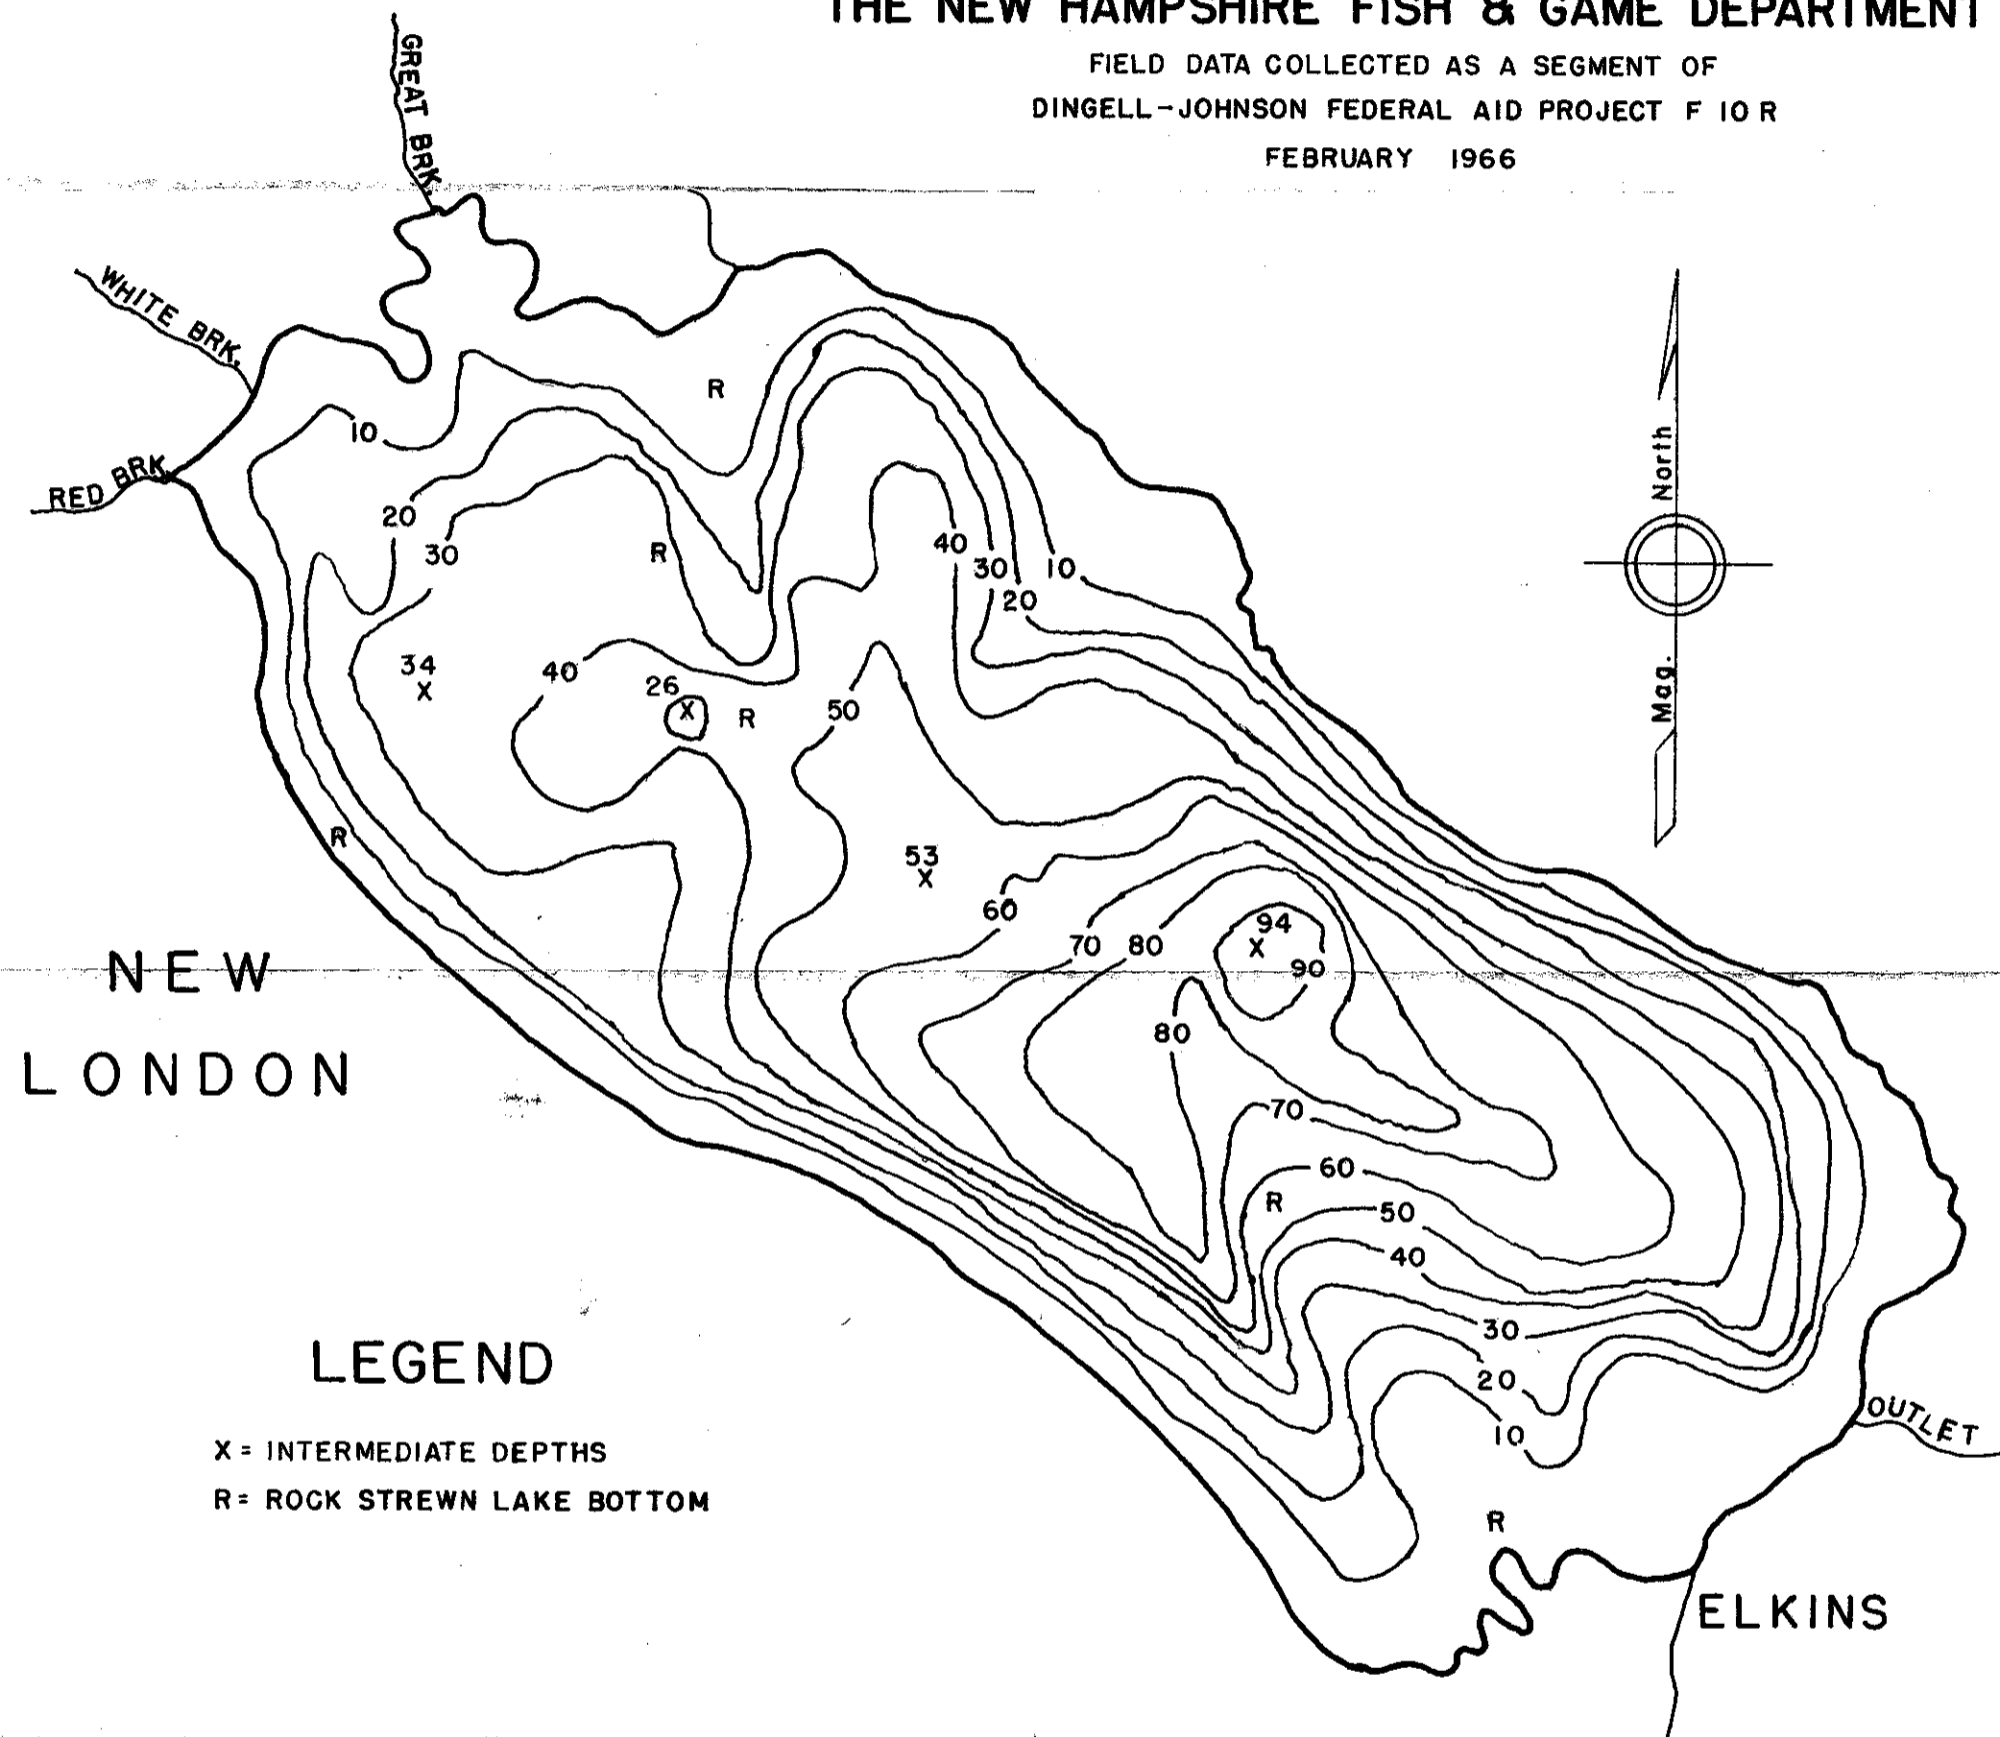 THE NEW HAMPSHIRE FISH & GAME DEPARTMENT
FIELD DATA COLLECTED AS A SEGMENT OF
DINGELL-JOHNSON FEDERAL AID PROJECT F 10 R
FEBRUARY 1966
GREAT BRK.
WHITE BRK.
RED BRK.
R
10
20
30
R
40
30
10
20
34
X
40
26
X
R
50
R
53
X
60
70
80
94
X
90
80
70
60
R
50
40
30
20
10
R
Mag. North
NEW
LONDON
LEGEND
X = INTERMEDIATE DEPTHS
R = ROCK STREWN LAKE BOTTOM
OUTLET
ELKINS